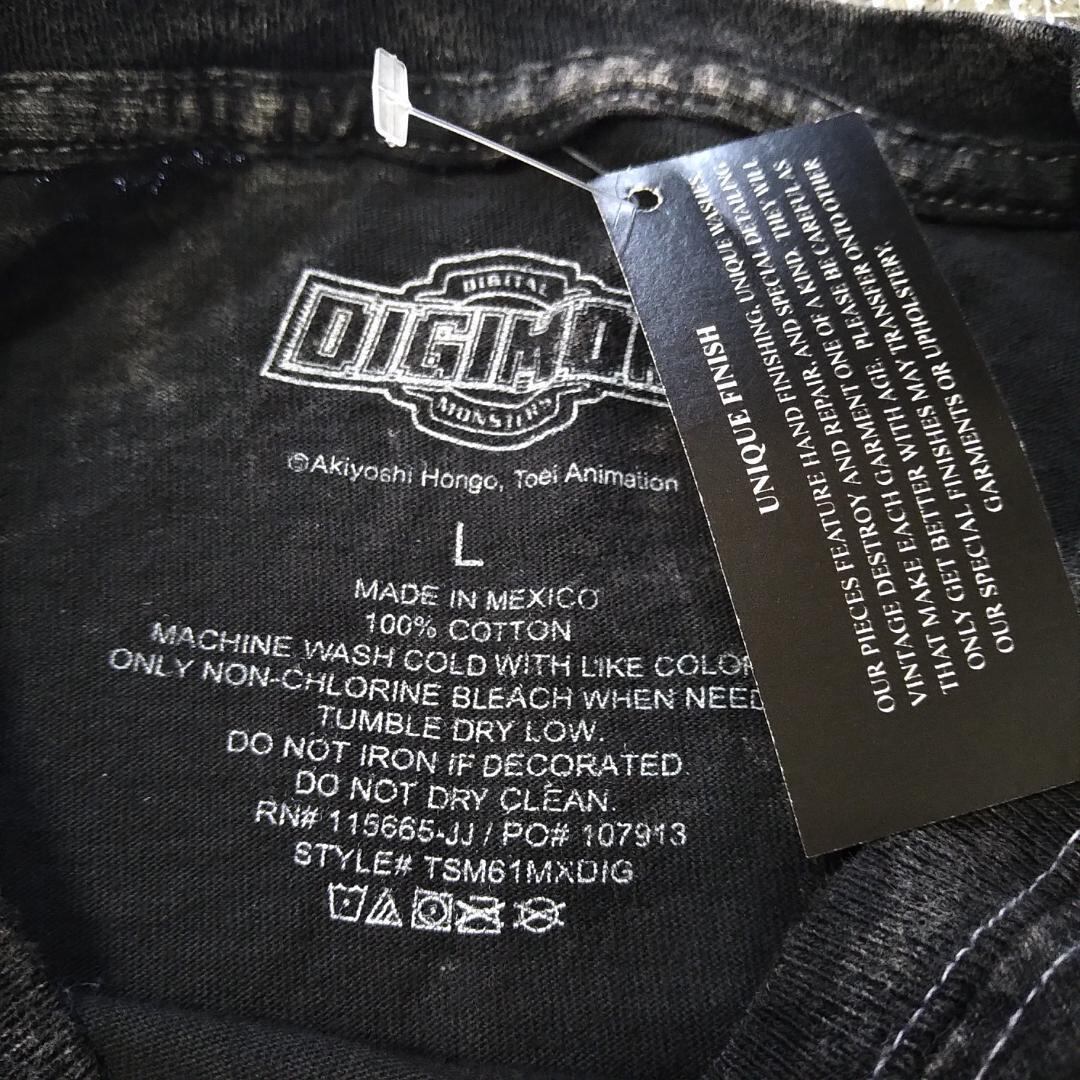 DIGITAL
DIGIMON
MONSTERS
©Akiyoshi Hongo, Toei Animation
L
MADE IN MEXICO
100% COTTON
MACHINE WASH COLD WITH LIKE COLOR
ONLY NON-CHLORINE BLEACH WHEN NEED
TUMBLE DRY LOW.
DO NOT IRON IF DECORATED.
DO NOT DRY CLEAN.
RN# 115665-JJ / PO# 107913
STYLE# TSM61MXDIG
UNIQUE FINISH
OUR PIECES FEATURE HAND FINISHING, UNIQUE WASHES,
VINTAGE DESTROY AND REPAIR AND SPECIAL DETAILING
THAT MAKE EACH GARMENT ONE OF A KIND. THEY WILL
ONLY GET BETTER WITH AGE. PLEASE BE CAREFUL AS
OUR SPECIAL FINISHES MAY TRANSFER ONTO OTHER
GARMENTS OR UPHOLSTERY.